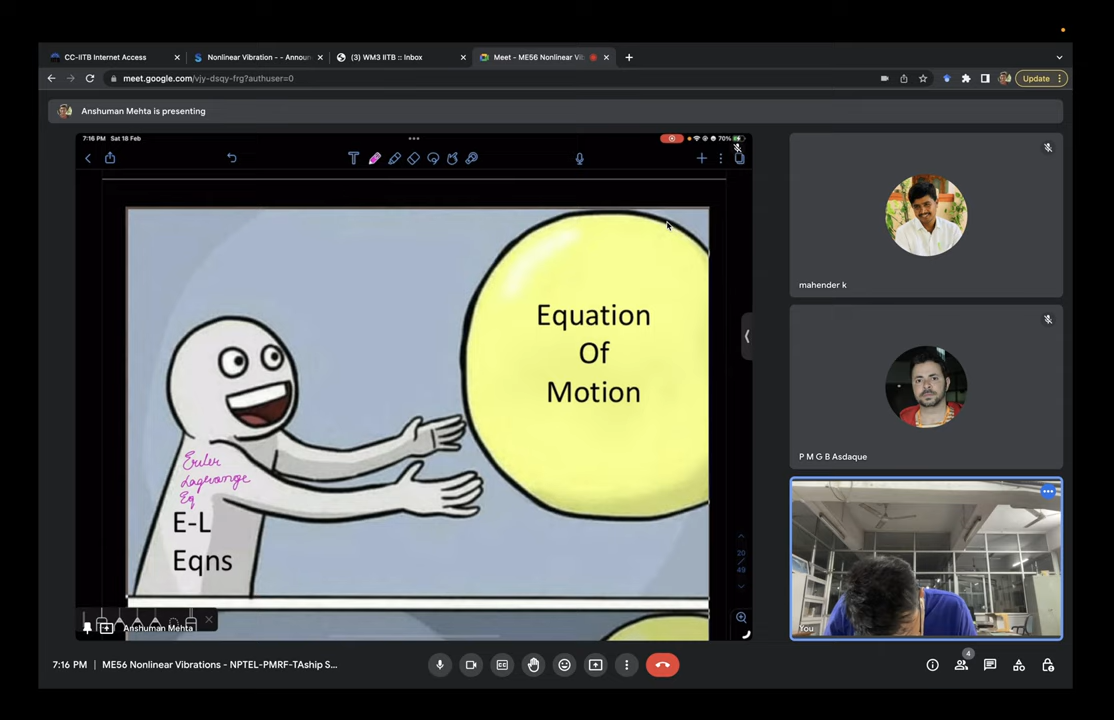 CC-IITB Internet Access
Nonlinear Vibration - - Announ
(3) WM3 IITB :: Inbox
Meet - ME56 Nonlinear Vib
meet.google.com/vjy-dsqy-frg?authuser=0
Update
Anshuman Mehta is presenting
7:16 PM Sat 18 Feb
70%
Equation
Of
Motion
Euler
Lagrange
Eq
E-L
Eqns
20
49
Anshuman Mehta
mahender k
P M G B Asdaque
You
7:16 PM | ME56 Nonlinear Vibrations - NPTEL-PMRF-TAship S...
4